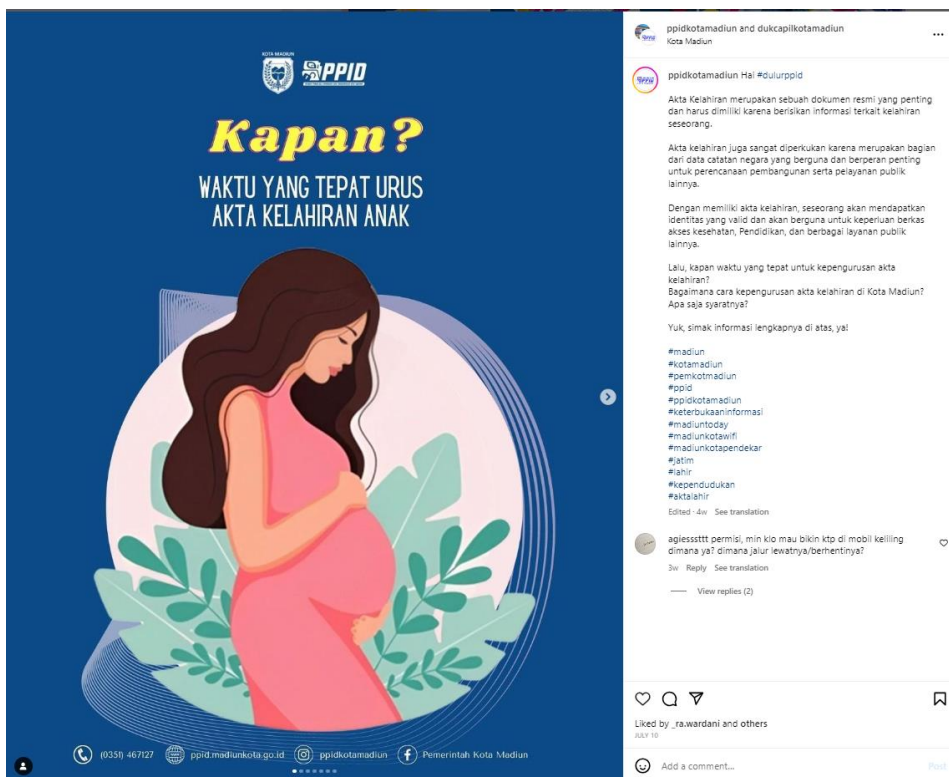 KOTA MADIUN
PPID
Kapan?
WAKTU YANG TEPAT URUS
AKTA KELAHIRAN ANAK
(0351) 467127
ppid.madiunkota.go.id
ppidkotamadiun
Pemerintah Kota Madiun
ppidkotamadiun and dukcapilkotamadiun
Kota Madiun
ppidkotamadiun Hai #dulurppid
Akta Kelahiran merupakan sebuah dokumen resmi yang penting
dan harus dimiliki karena berisikan informasi terkait kelahiran
seseorang.
Akta kelahiran juga sangat diperkukan karena merupakan bagian
dari data catatan negara yang berguna dan berperan penting
untuk perencanaan pembangunan serta pelayanan publik
lainnya.
Dengan memiliki akta kelahiran, seseorang akan mendapatkan
identitas yang valid dan akan berguna untuk keperluan berkas
akses kesehatan, Pendidikan, dan berbagai layanan publik
lainnya.
Lalu, kapan waktu yang tepat untuk kepengurusan akta
kelahiran?
Bagaimana cara kepengurusan akta kelahiran di Kota Madiun?
Apa saja syaratnya?
Yuk, simak informasi lengkapnya di atas, ya!
#madiun
#kotamadiun
#pemkotmadiun
#ppid
#ppidkotamadiun
#keterbukaaninformasi
#madiuntoday
#madiunkotawifi
#madiunkotapendekar
#jatim
#lahir
#kependudukan
#aktalahir
Edited · 4w See translation
agiesssttt permisi, min klo mau bikin ktp di mobil keliling
dimana ya? dimana jalur lewatnya/berhentinya?
3w Reply See translation
View replies (2)
Liked by _ra.wardani and others
JULY 10
Add a comment...
Post